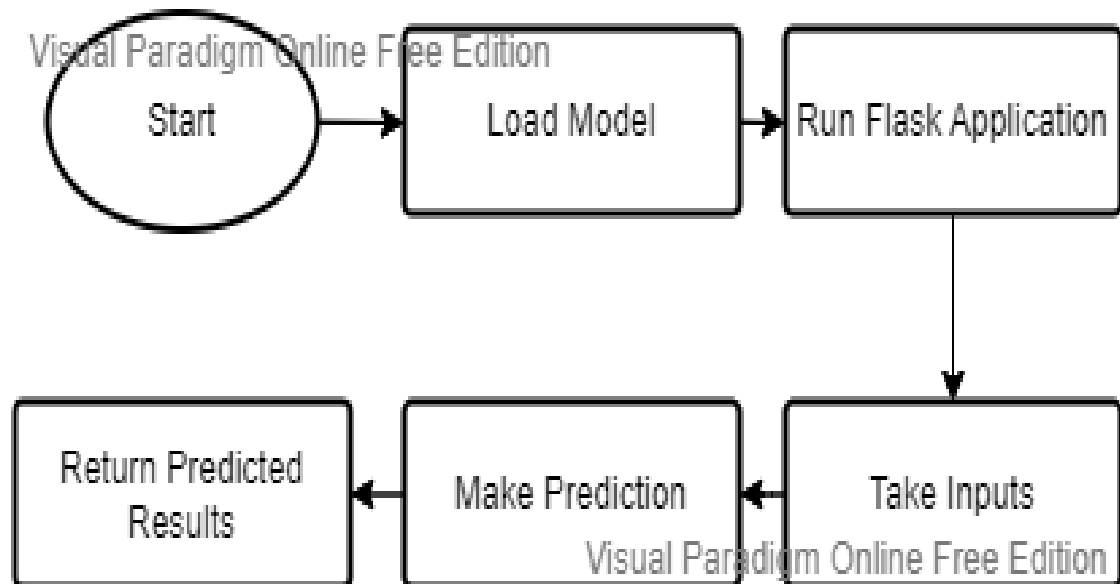 Visual Paradigm Online Free Edition
Start
Load Model
Run Flask Application
Take Inputs
Make Prediction
Return Predicted
Results
Visual Paradigm Online Free Edition